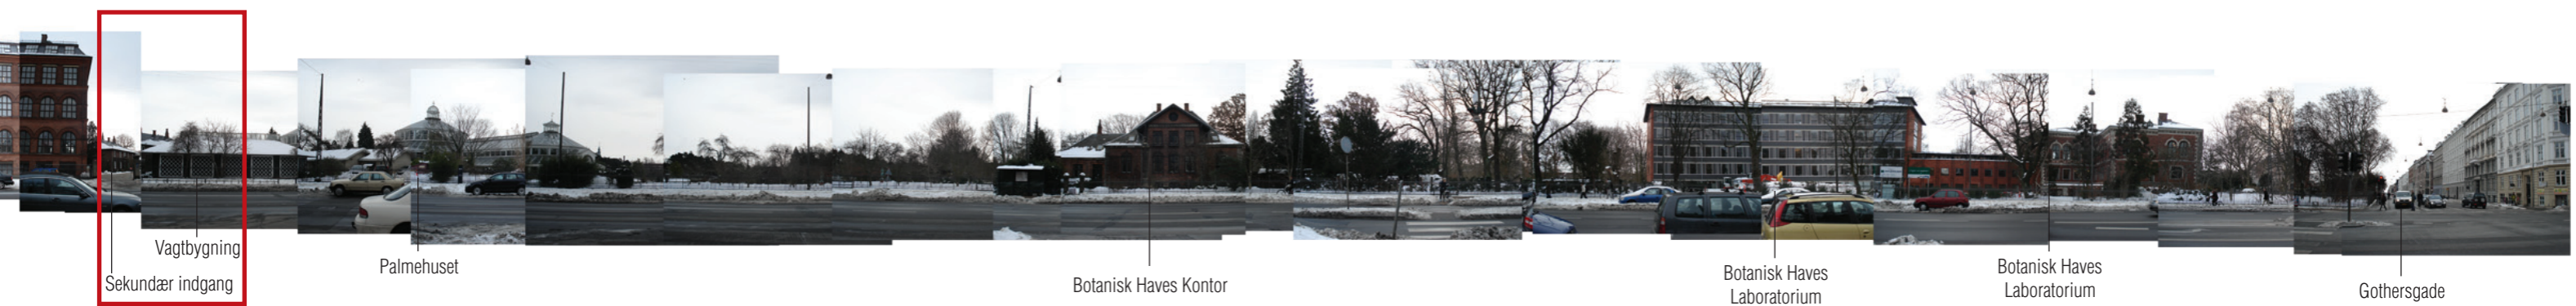 Vagtbygning
Sekundær indgang
Palmehuset
Botanisk Haves Kontor
Botanisk Haves
Laboratorium
Botanisk Haves
Laboratorium
Gothersgade